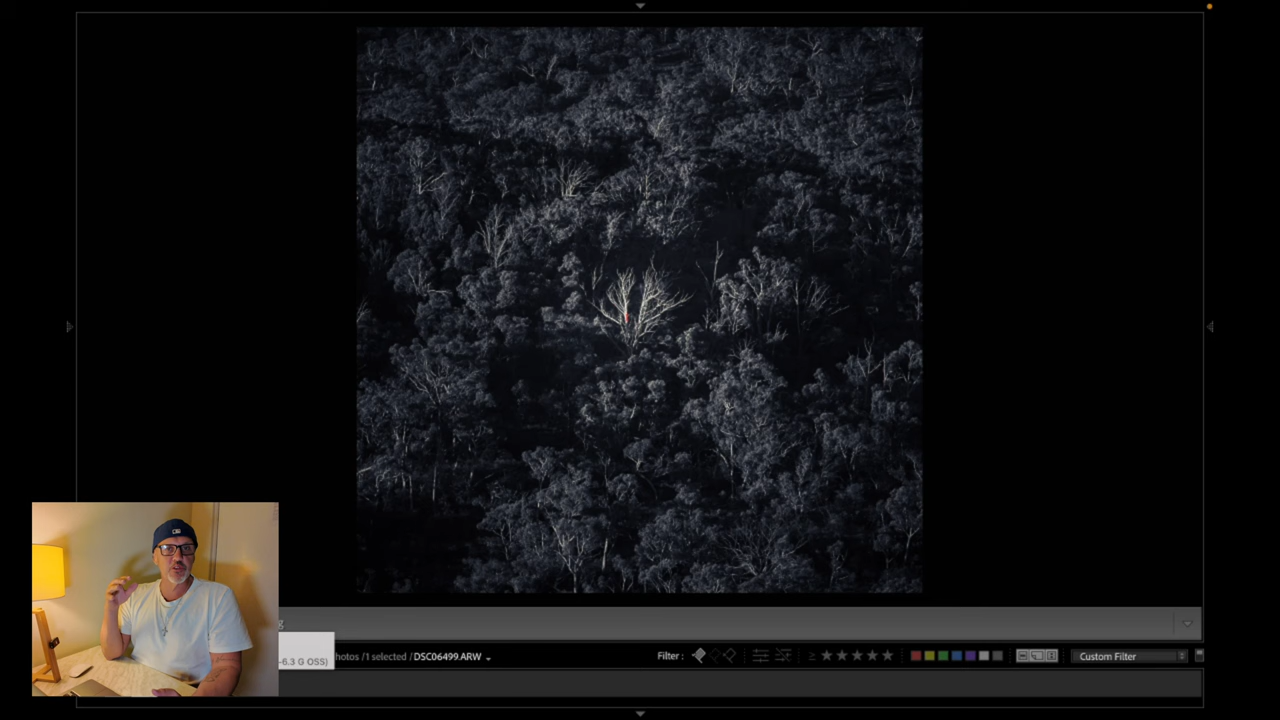 g
-6.3 G OSS)
hotos /1 selected / DSC06499.ARW
Filter :
Custom Filter